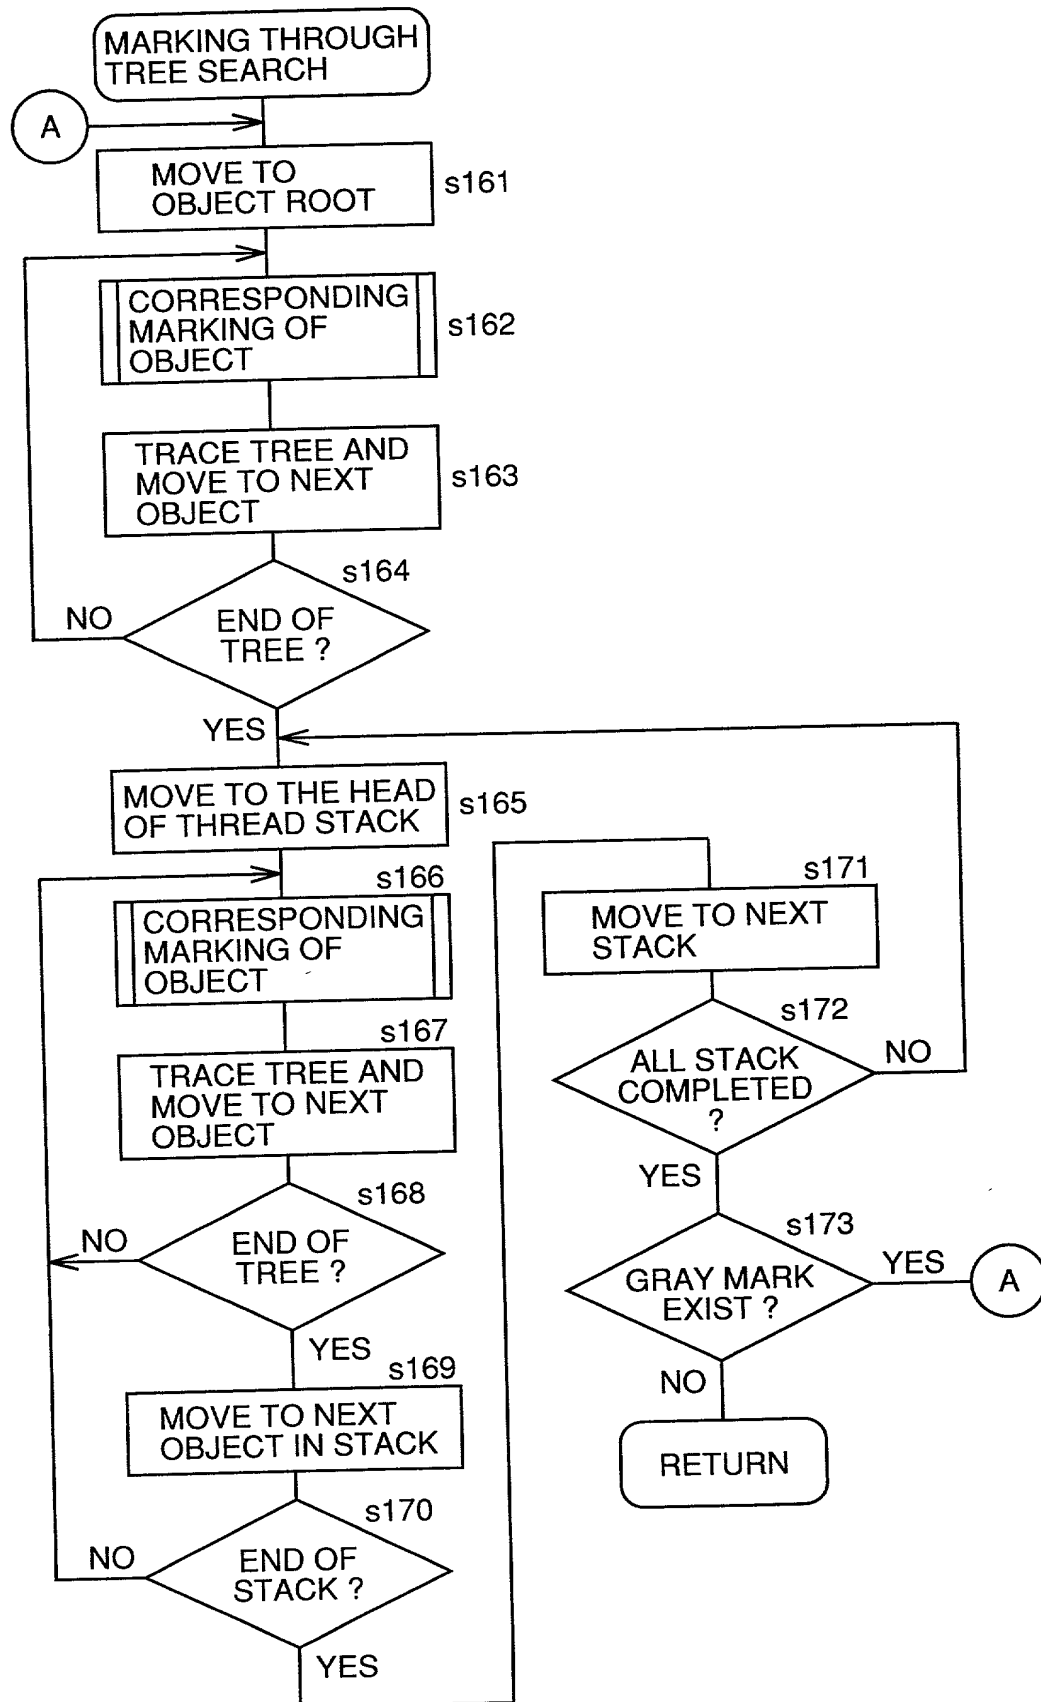 MARKING THROUGH
TREE SEARCH
A
MOVE TO
OBJECT ROOT
s161
CORRESPONDING
MARKING OF
OBJECT
s162
TRACE TREE AND
MOVE TO NEXT
OBJECT
s163
s164
END OF
TREE ?
NO
YES
MOVE TO THE HEAD
OF THREAD STACK
s165
s166
CORRESPONDING
MARKING OF
OBJECT
s167
TRACE TREE AND
MOVE TO NEXT
OBJECT
s168
END OF
TREE ?
NO
YES
s169
MOVE TO NEXT
OBJECT IN STACK
s170
END OF
STACK ?
NO
YES
s171
MOVE TO NEXT
STACK
s172
ALL STACK
COMPLETED
?
NO
YES
s173
GRAY MARK
EXIST ?
YES
A
NO
RETURN